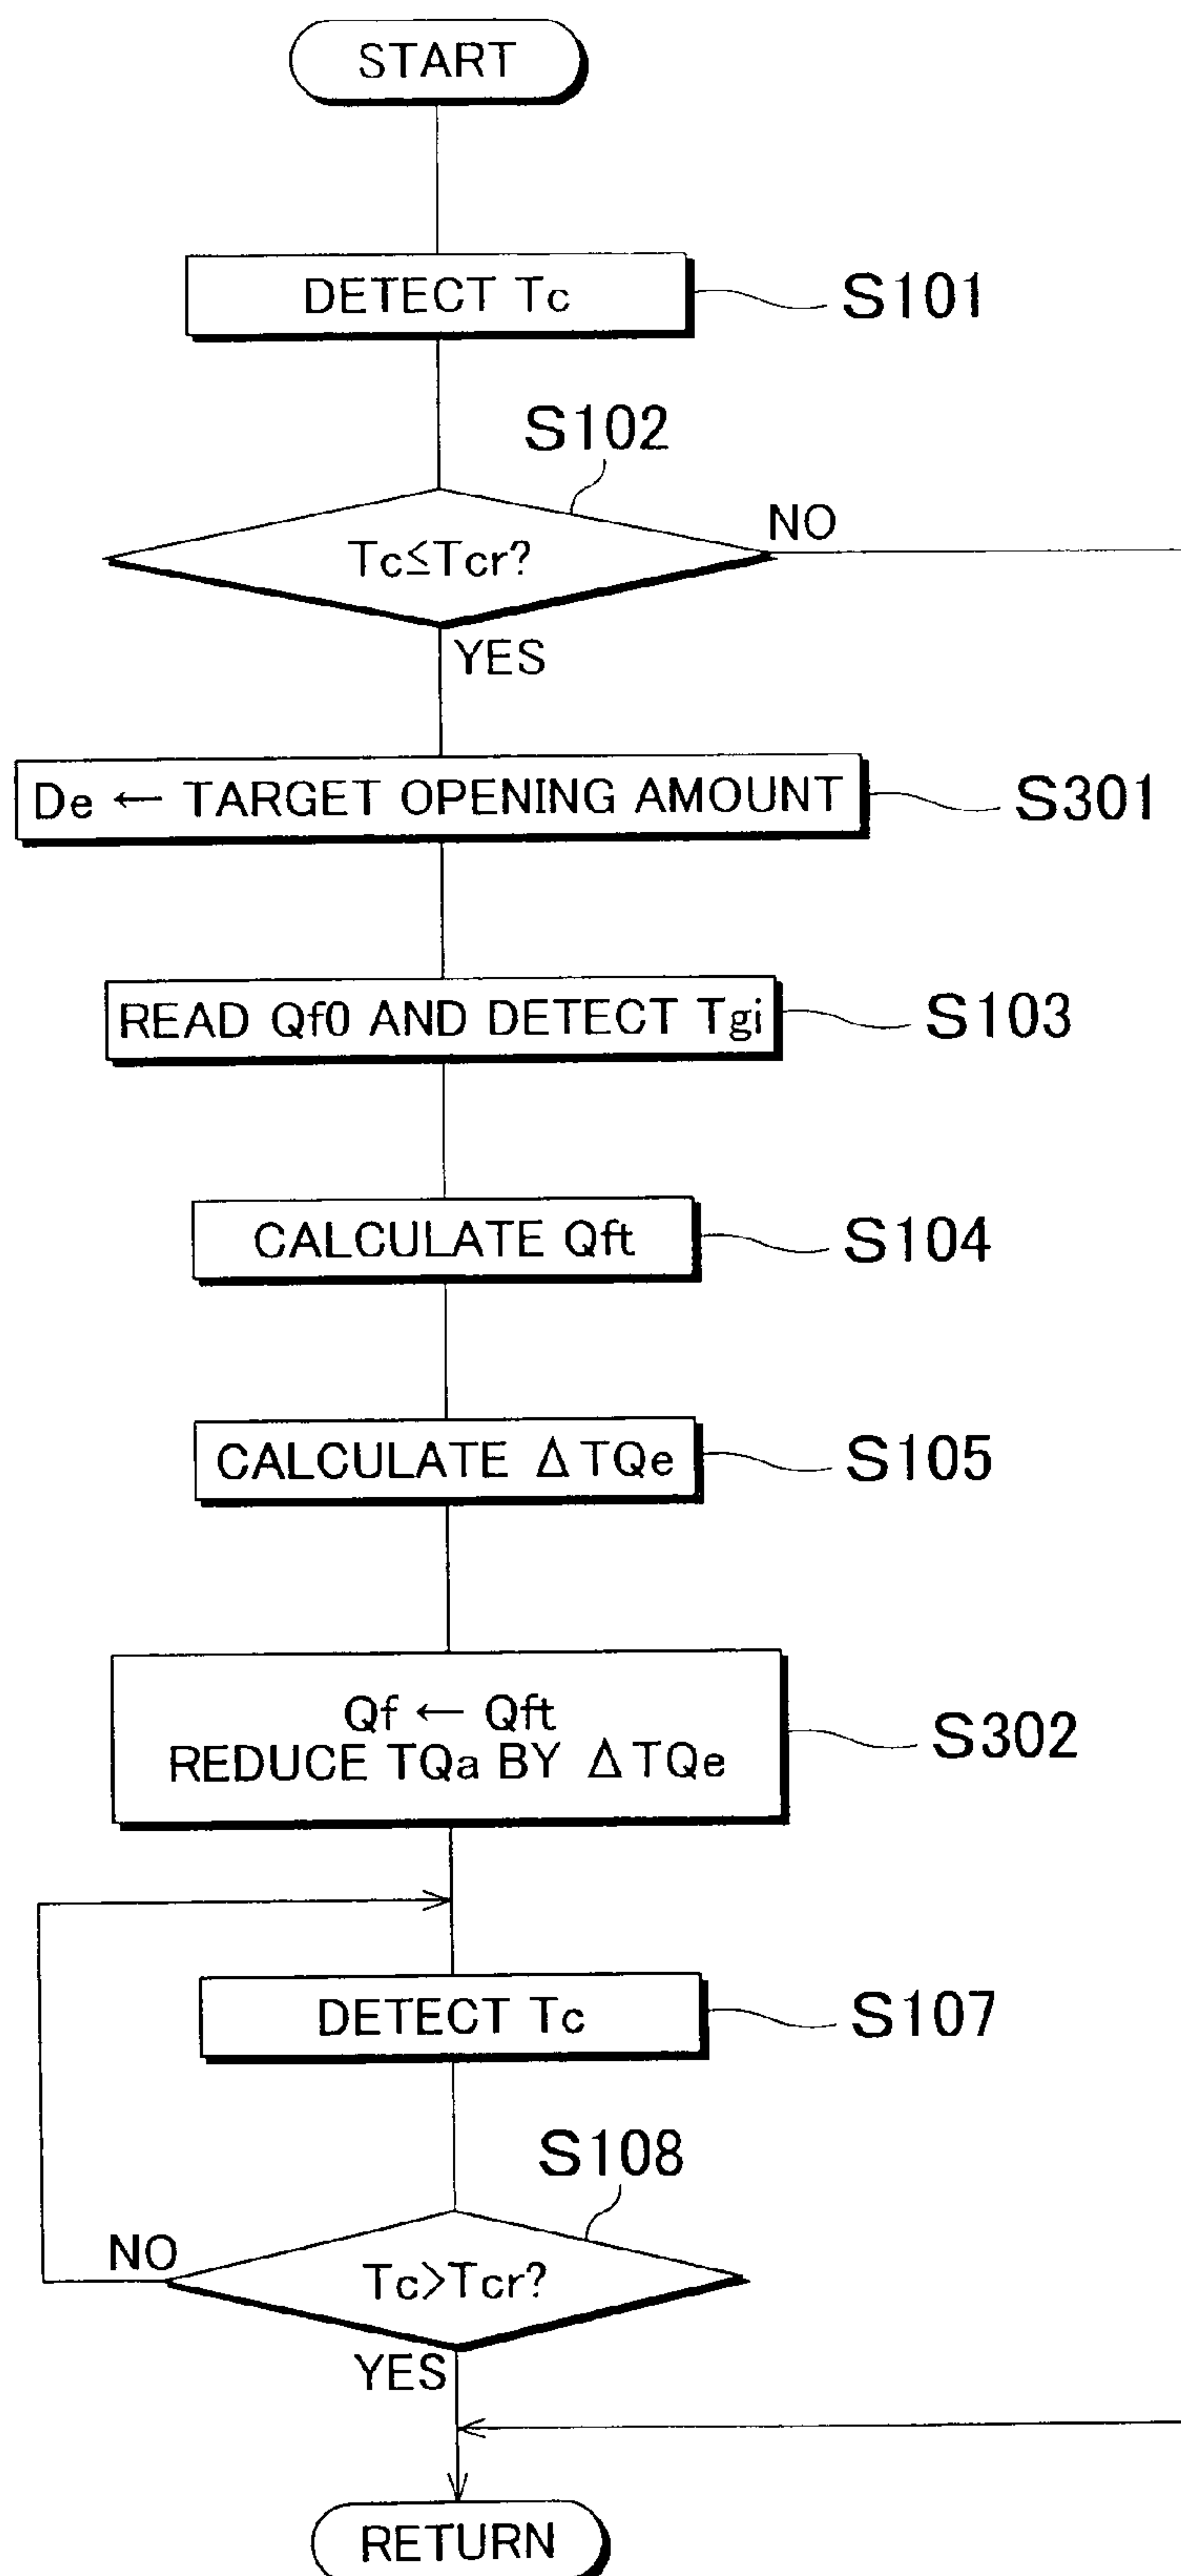 START
DETECT Tc
S101
S102
Tc≤Tcr?
NO
YES
De ← TARGET OPENING AMOUNT
S301
READ Qf0 AND DETECT Tgi
S103
CALCULATE Qft
S104
CALCULATE ΔTQe
S105
Qf ← Qft
REDUCE TQa BY ΔTQe
S302
DETECT Tc
S107
S108
NO
Tc>Tcr?
YES
RETURN